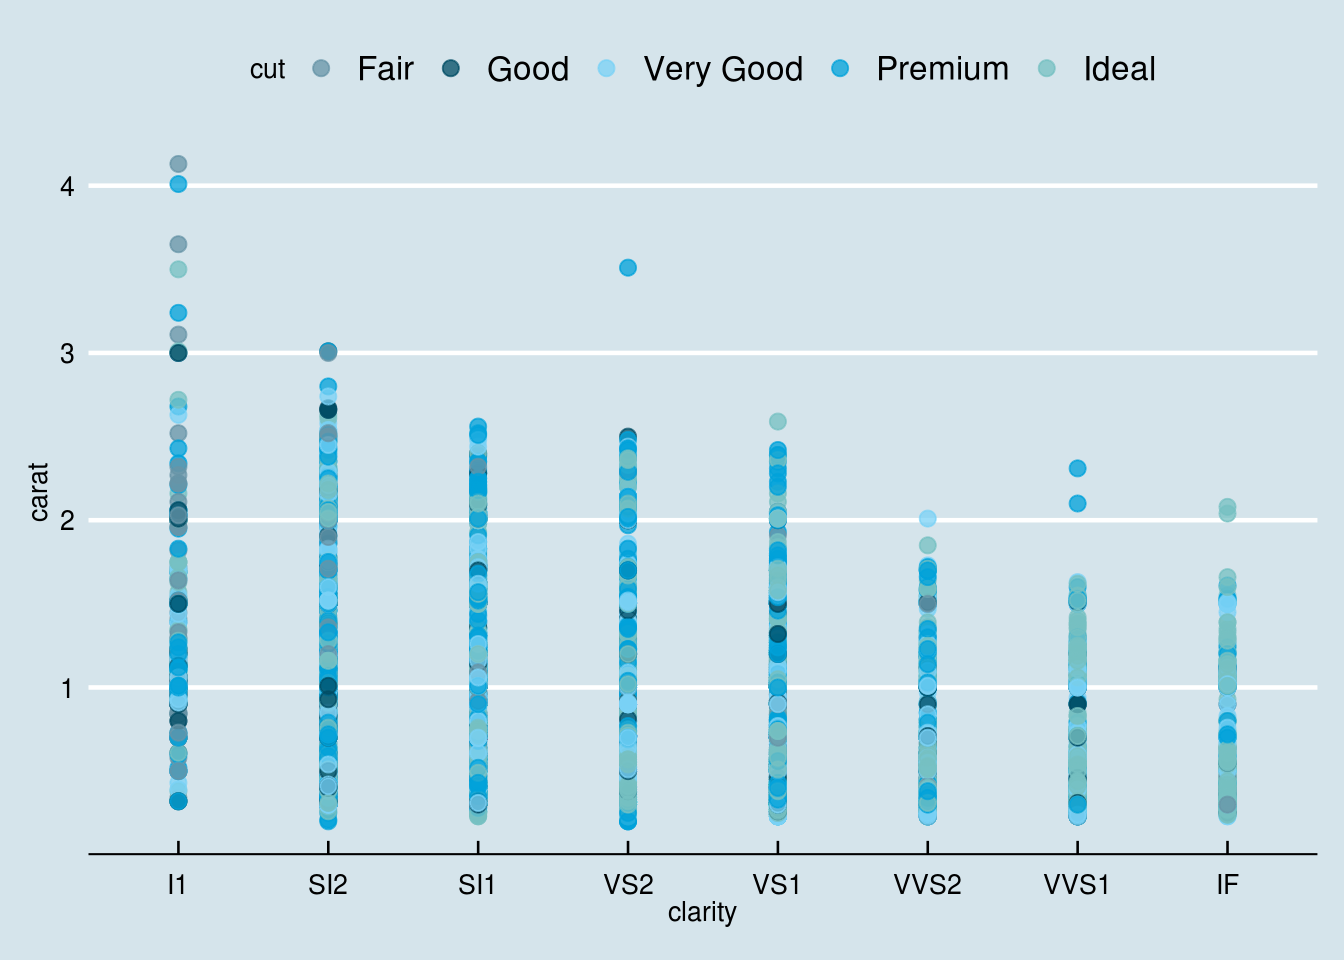 cut Fair Good Very Good Premium Ideal
4
3
2
1
carat
I1 SI2 SI1 VS2 VS1 VVS2 VVS1 IF
clarity